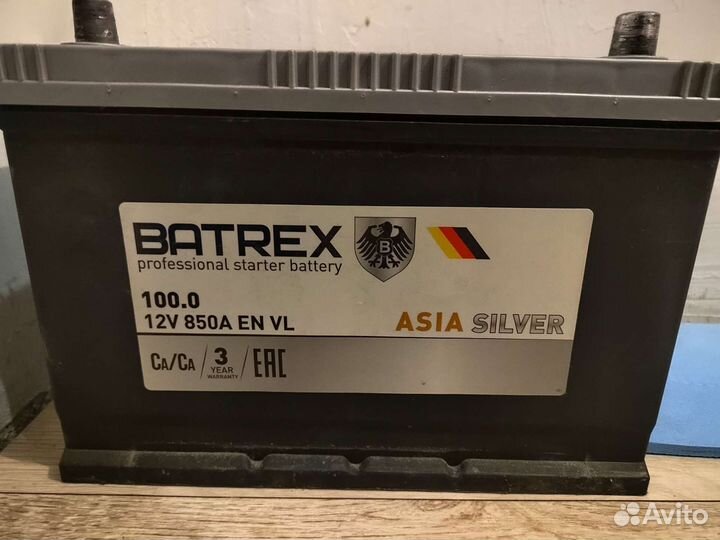 BATREX
professional starter battery
B
100.0
12V 850A EN VL
ASIA SILVER
CA/CA
3
YEAR
WARRANTY
EAC
Avito